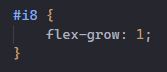 #i8 {
    flex-grow: 1;
}